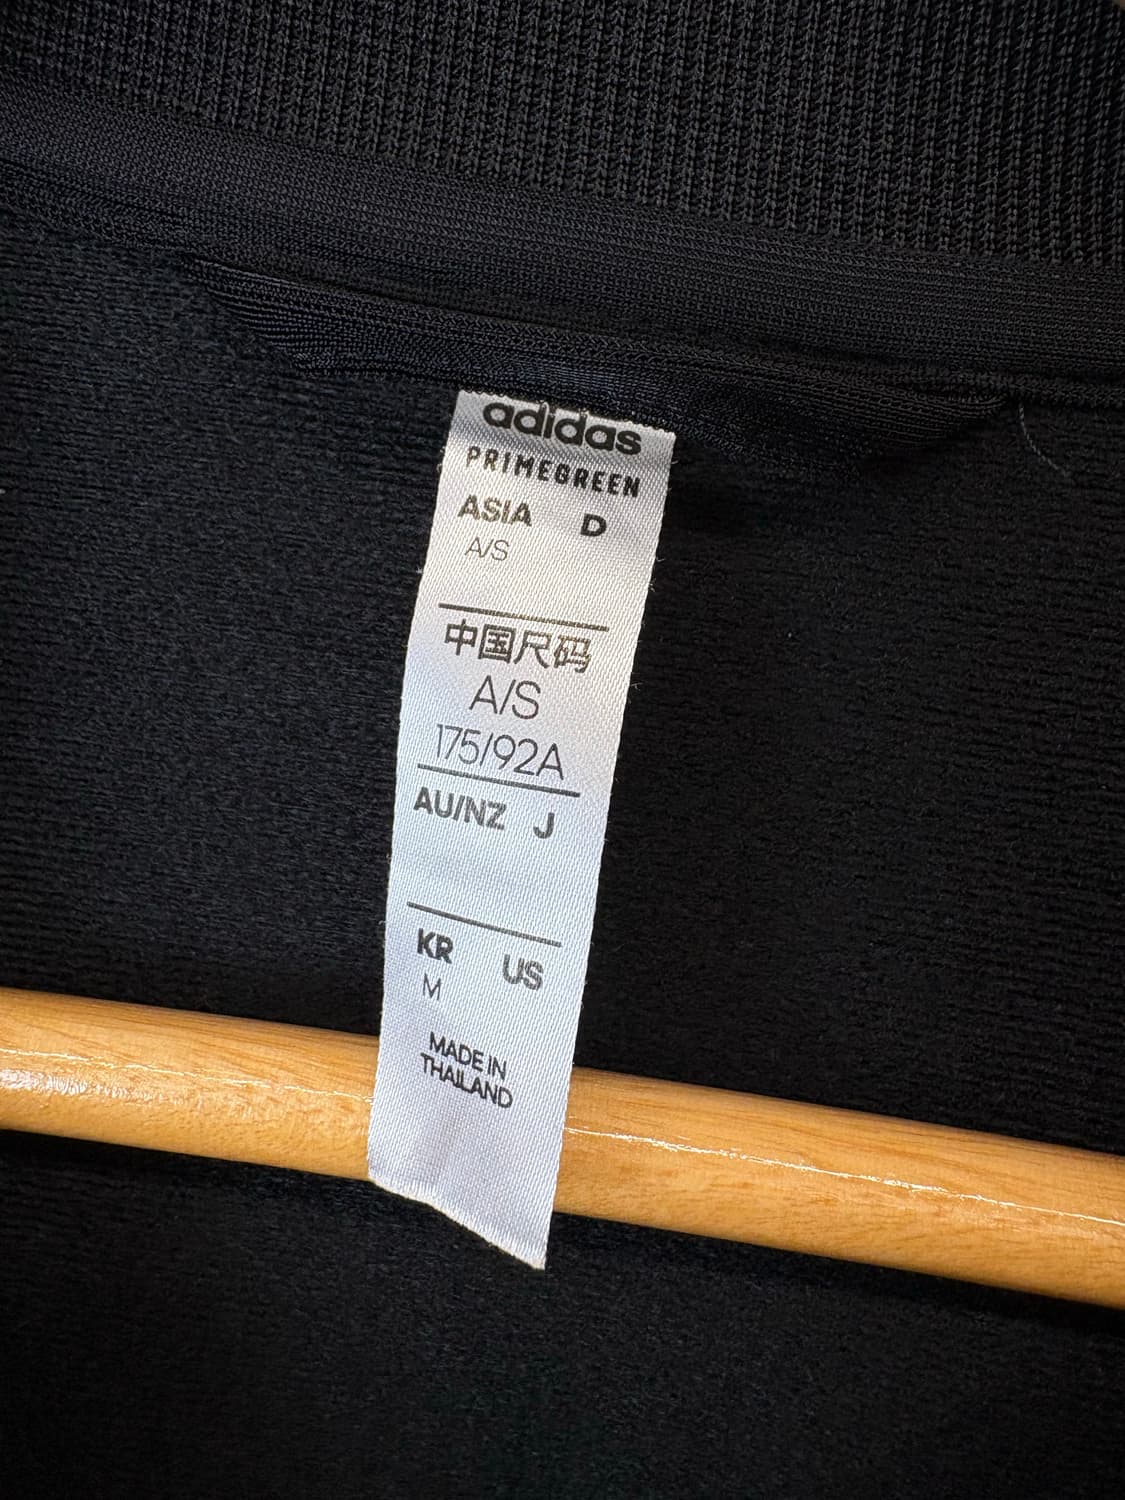 adidas
PRIMEGREEN
ASIA D
A/S
中国尺码
A/S
175/92A
AU/NZ J
KR US
M
MADE IN
THAILAND